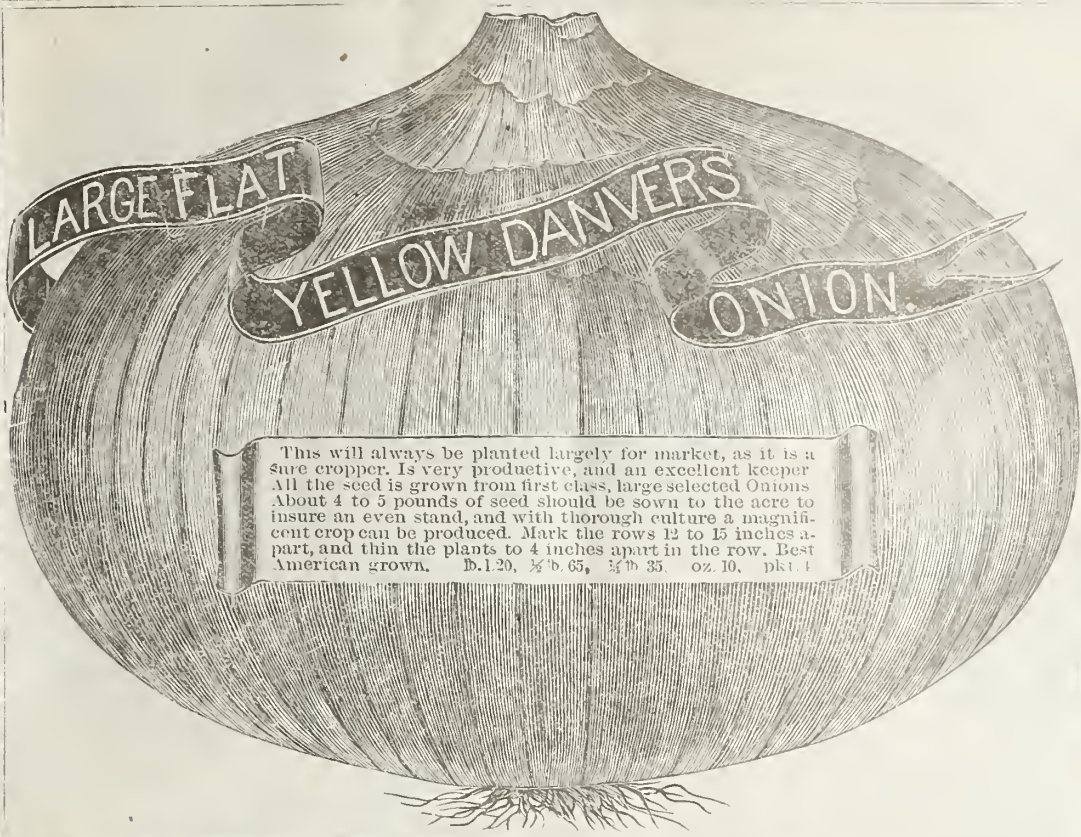 LARGE FLAT
YELLOW DANVERS
ONION.
This will always be planted largely for market, as it is a
sure cropper. Is very productive, and an excellent keeper
All the seed is grown from first class, large selected Onions
About 4 to 5 pounds of seed should be sown to the acre to
insure an even stand, and with thorough culture a magnifi-
cent crop can be produced. Mark the rows 12 to 15 inches a-
part, and thin the plants to 4 inches apart in the row. Best
American grown. lb. 1.20, ½ lb. 65, ¼ lb 35. oz. 10. pkt. 4